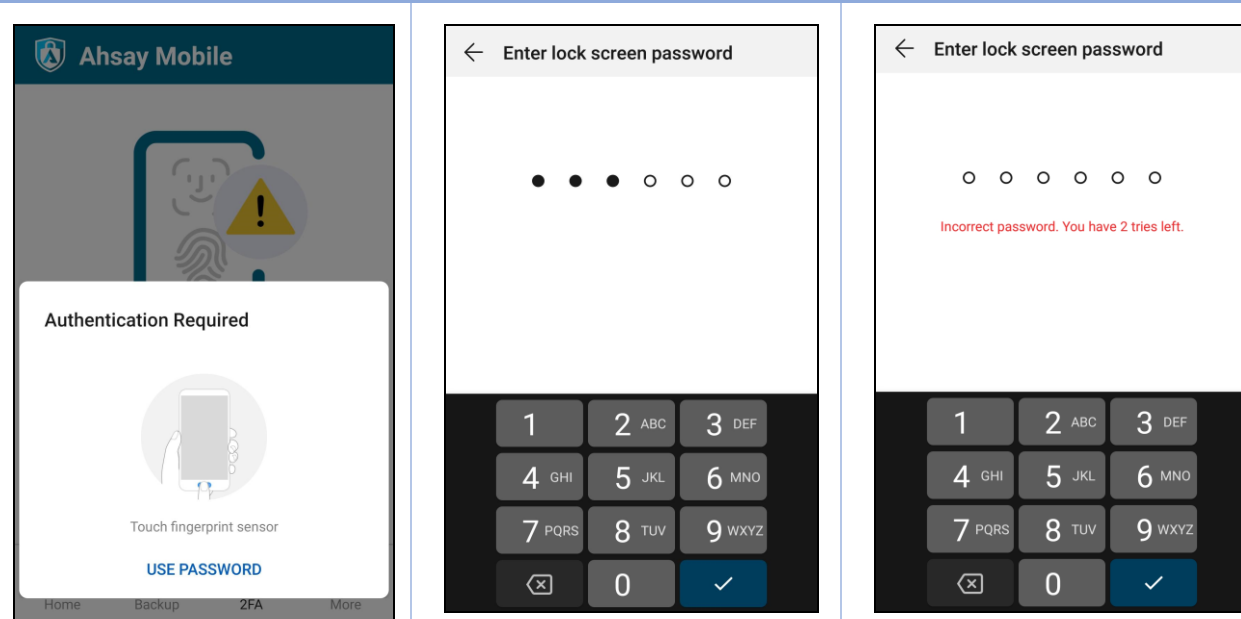 Ahsay Mobile
Authentication Required
Touch fingerprint sensor
USE PASSWORD
Home Backup 2FA More
Enter lock screen password
1 2 ABC 3 DEF
4 GHI 5 JKL 6 MNO
7 PQRS 8 TUV 9 WXYZ
0
Enter lock screen password
Incorrect password. You have 2 tries left.
1 2 ABC 3 DEF
4 GHI 5 JKL 6 MNO
7 PQRS 8 TUV 9 WXYZ
0